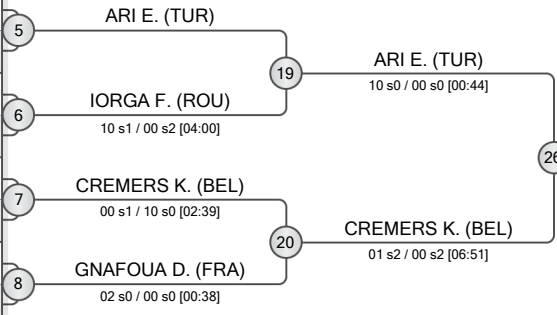 5
ARI E. (TUR)
19
ARI E. (TUR)
10 s0 / 00 s0 [00:44]
6
IORGA F. (ROU)
10 s1 / 00 s2 [04:00]
26
7
CREMERS K. (BEL)
00 s1 / 10 s0 [02:39]
20
CREMERS K. (BEL)
01 s2 / 00 s2 [06:51]
8
GNAFOUA D. (FRA)
02 s0 / 00 s0 [00:38]